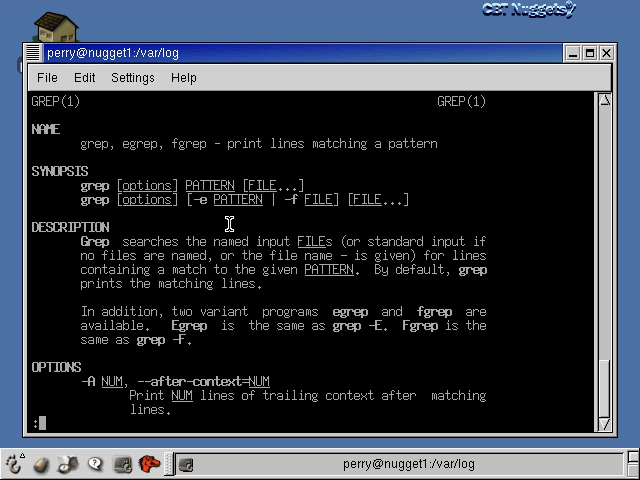 CBT Nuggets
perry@nugget1:/var/log
File Edit Settings Help
GREP(1) GREP(1)
NAME
grep, egrep, fgrep - print lines matching a pattern
SYNOPSIS
grep [options] PATTERN [FILE...]
grep [options] [-e PATTERN | -f FILE] [FILE...]
DESCRIPTION
Grep searches the named input FILEs (or standard input if
no files are named, or the file name - is given) for lines
containing a match to the given PATTERN. By default, grep
prints the matching lines.
In addition, two variant programs egrep and fgrep are
available. Egrep is the same as grep -E. Fgrep is the
same as grep -F.
OPTIONS
-A NUM, --after-context=NUM
Print NUM lines of trailing context after matching
lines.
:
perry@nugget1:/var/log